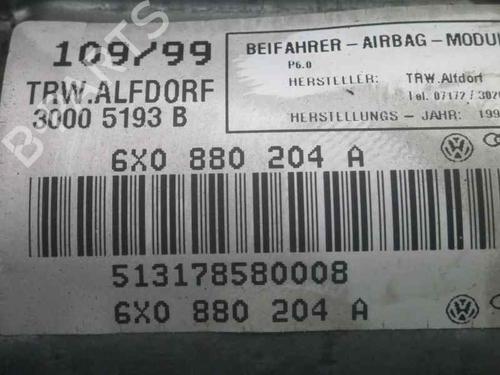 109/99
TRW.ALFDORF
3000 5193 B
BEIFAHRER - AIRBAG - MODU
P6.0
HERSTELLER: TRW.Alfdorf
Tel. 07172 / 302
HERSTELLUNGS - JAHR: 199
6X0 880 204 A
513178580008
6X0 880 204 A